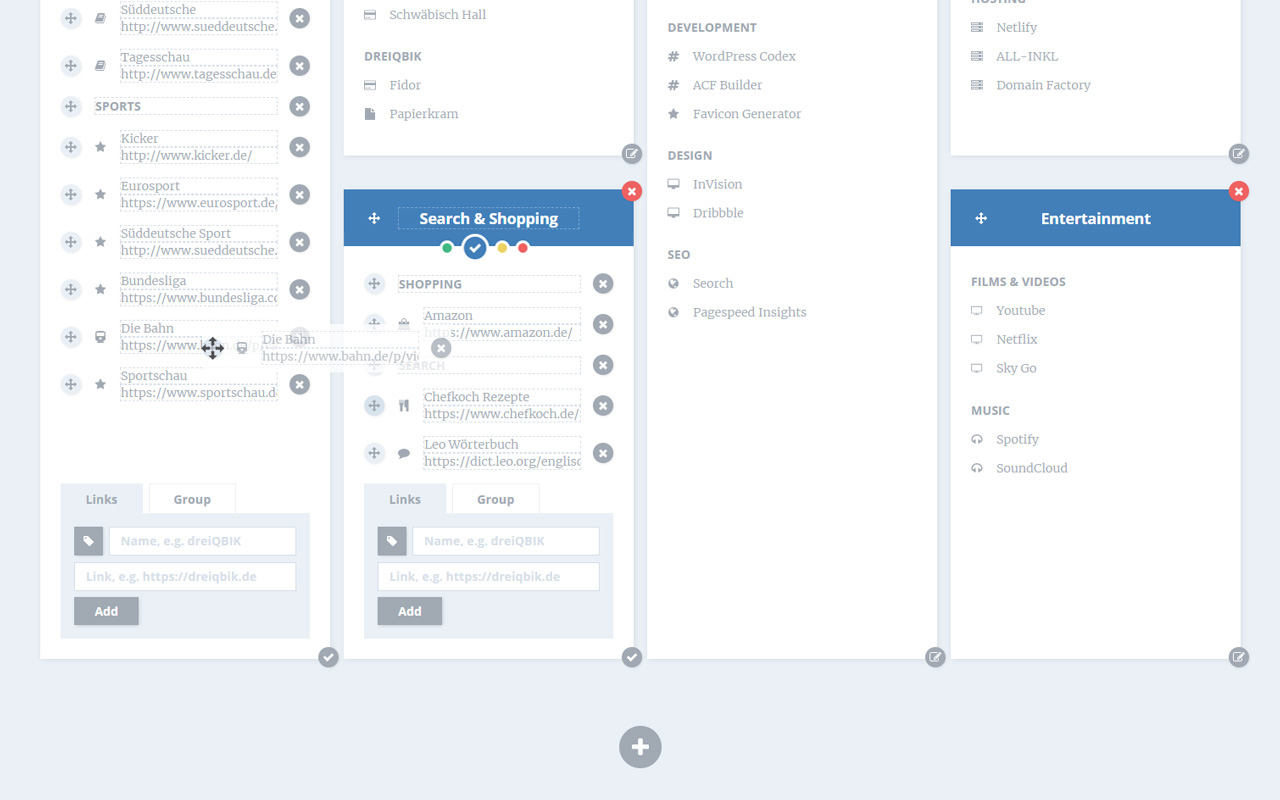 Süddeutsche
http://www.sueddeutsche.
Tagesschau
http://www.tagesschau.de
SPORTS
Kicker
http://www.kicker.de/
Eurosport
https://www.eurosport.de/
Süddeutsche Sport
http://www.sueddeutsche.
Bundesliga
https://www.bundesliga.co
Die Bahn
https://www.
Die Bahn
https://www.bahn.de/p/vi
Sportschau
https://www.sportschau.d
Links
Group
Name, e.g. dreiQBIK
Link, e.g. https://dreiqbik.de
Add
Schwäbisch Hall
DREIQBIK
Fidor
Papierkram
Search & Shopping
SHOPPING
Amazon
https://www.amazon.de/
SEARCH
Chefkoch Rezepte
https://www.chefkoch.de/
Leo Wörterbuch
https://dict.leo.org/englisc
Links
Group
Name, e.g. dreiQBIK
Link, e.g. https://dreiqbik.de
Add
DEVELOPMENT
WordPress Codex
ACF Builder
Favicon Generator
DESIGN
InVision
Dribbble
SEO
Seorch
Pagespeed Insights
HOSTING
Netlify
ALL-INKL
Domain Factory
Entertainment
FILMS & VIDEOS
Youtube
Netflix
Sky Go
MUSIC
Spotify
SoundCloud